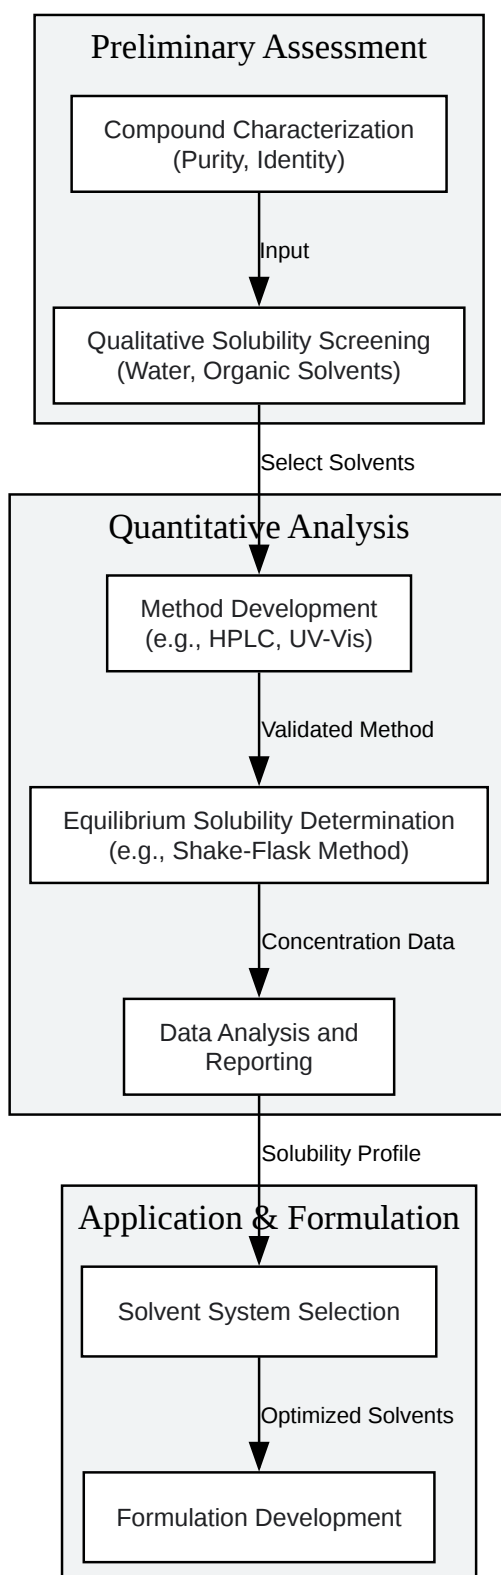 Preliminary Assessment
Compound Characterization
(Purity, Identity)
Input
Qualitative Solubility Screening
(Water, Organic Solvents)
Select Solvents
Quantitative Analysis
Method Development
(e.g., HPLC, UV-Vis)
Validated Method
Equilibrium Solubility Determination
(e.g., Shake-Flask Method)
Concentration Data
Data Analysis and
Reporting
Solubility Profile
Application & Formulation
Solvent System Selection
Optimized Solvents
Formulation Development